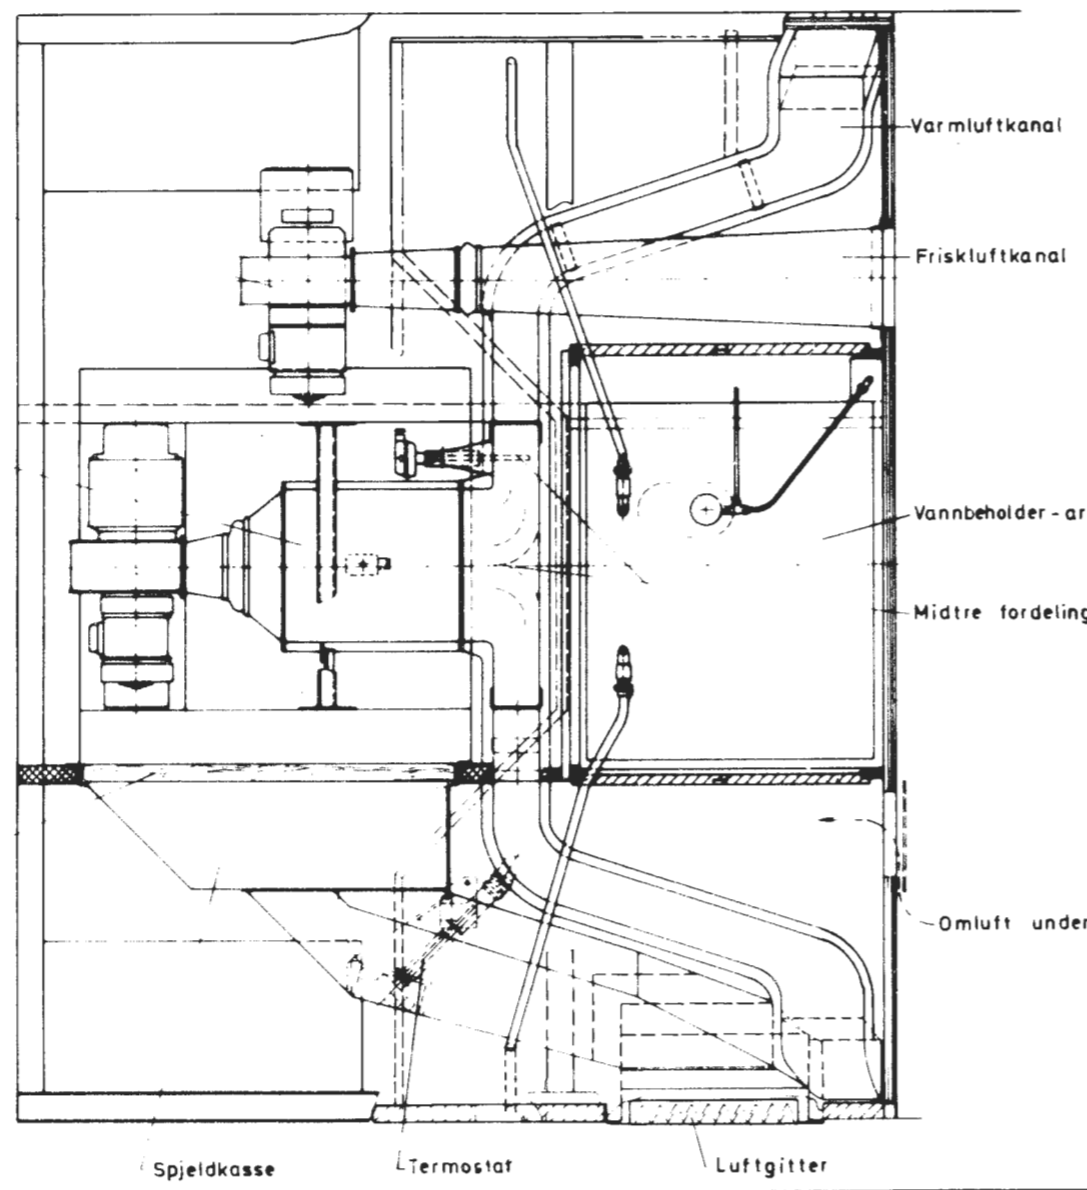 Varmluftkanal
Friskluftkanal
Vannbeholder-ar
Midtre fordeling
Omluft under
Spjeldkasse
Termostat
Luftgitter